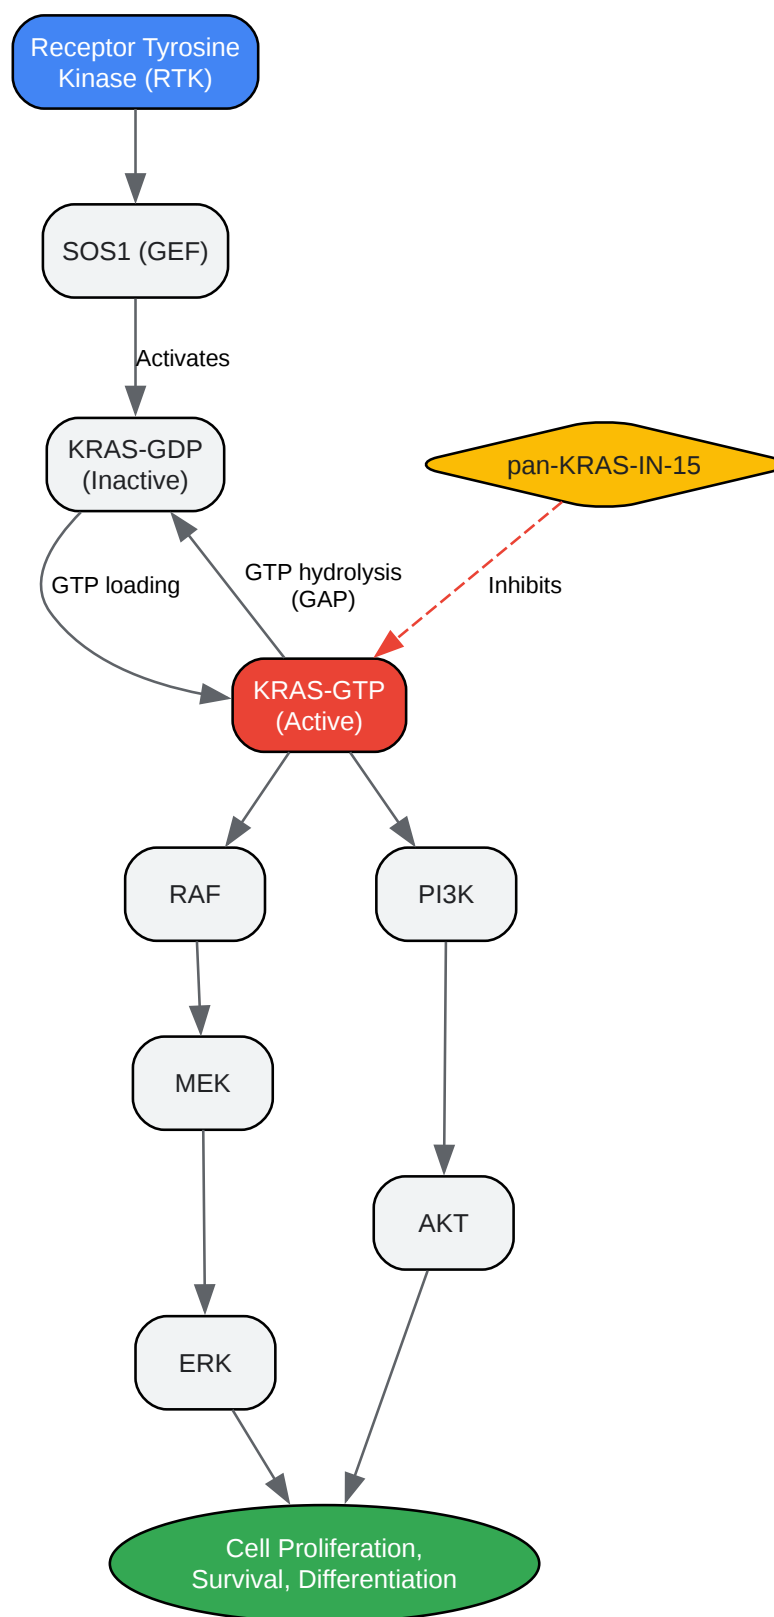 Receptor Tyrosine
Kinase (RTK)
SOS1 (GEF)
Activates
KRAS-GDP
(Inactive)
pan-KRAS-IN-15
GTP loading
GTP hydrolysis
(GAP)
Inhibits
KRAS-GTP
(Active)
RAF
PI3K
MEK
AKT
ERK
Cell Proliferation,
Survival, Differentiation